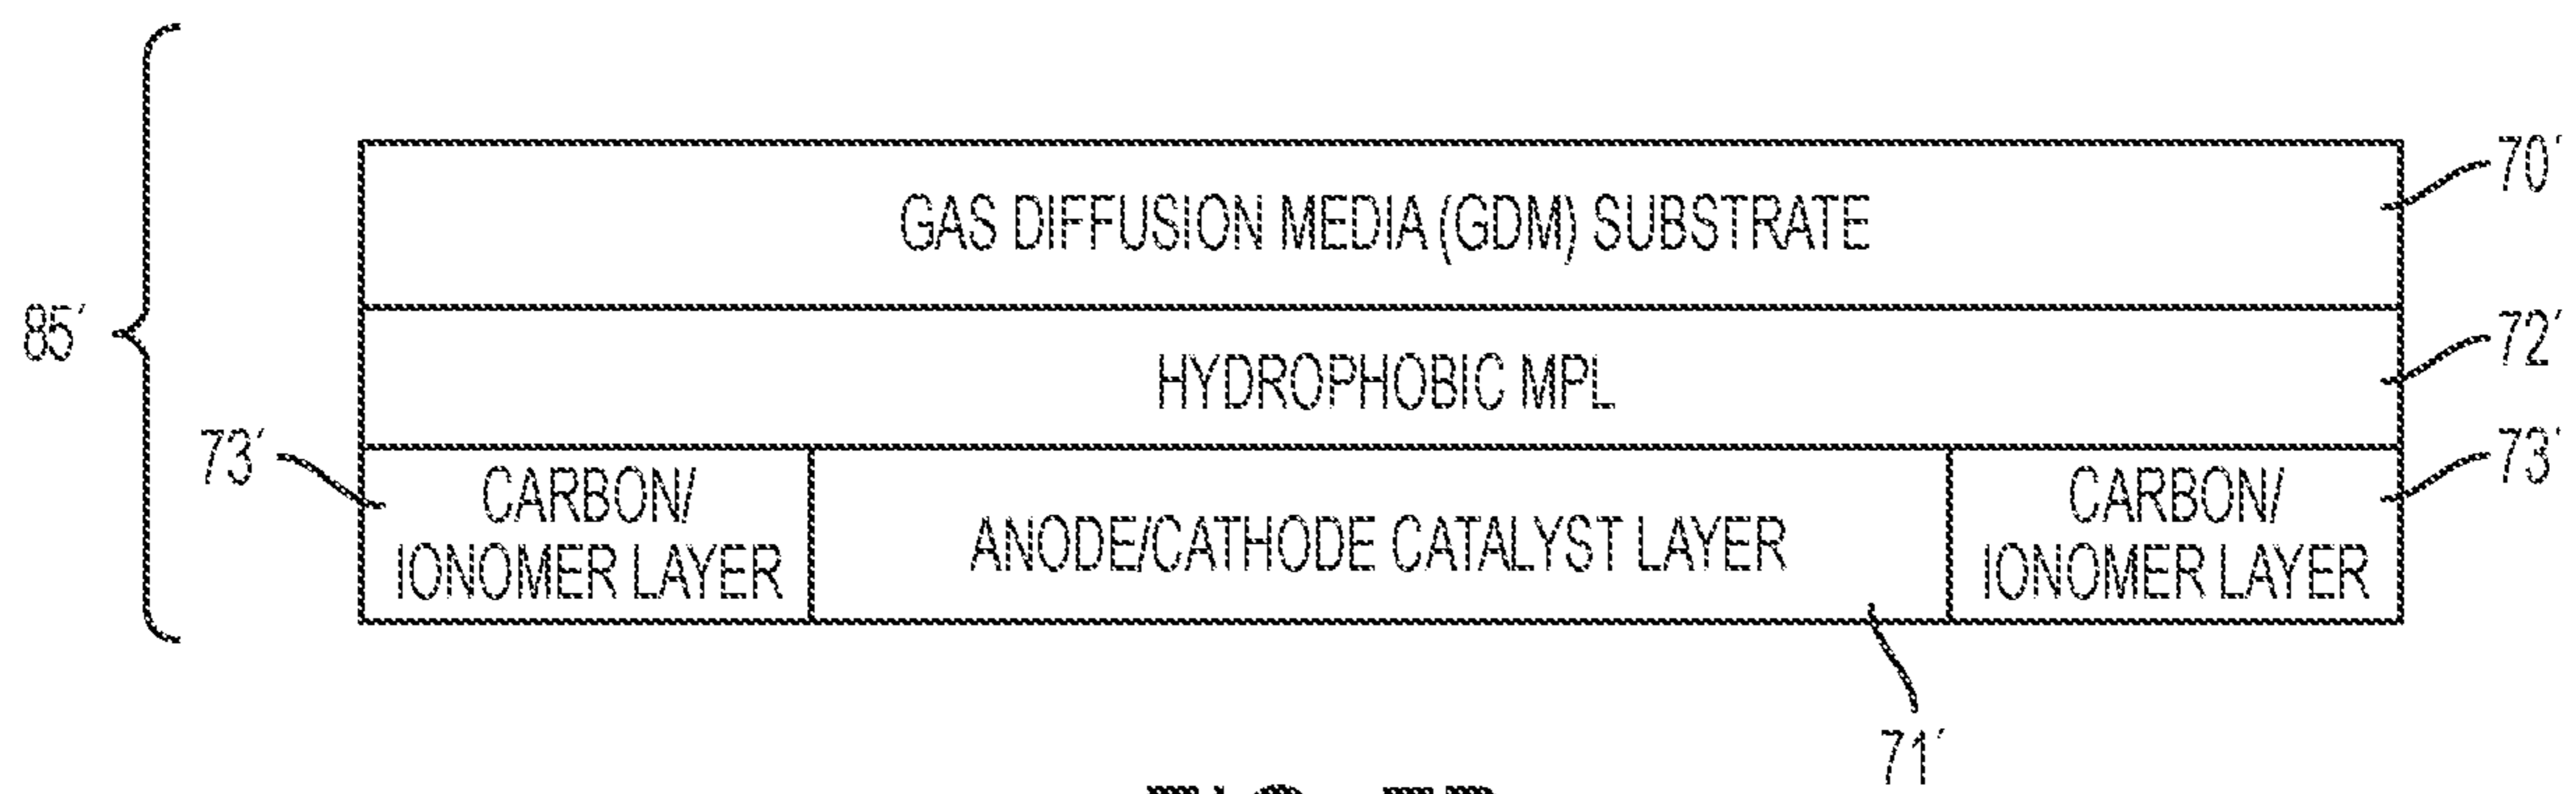 70′
GAS DIFFUSION MEDIA (GDM) SUBSTRATE
85′
72′
HYDROPHOBIC MPL
73′
73′
CARBON/
IONOMER LAYER
ANODE/CATHODE CATALYST LAYER
CARBON/
IONOMER LAYER
71′